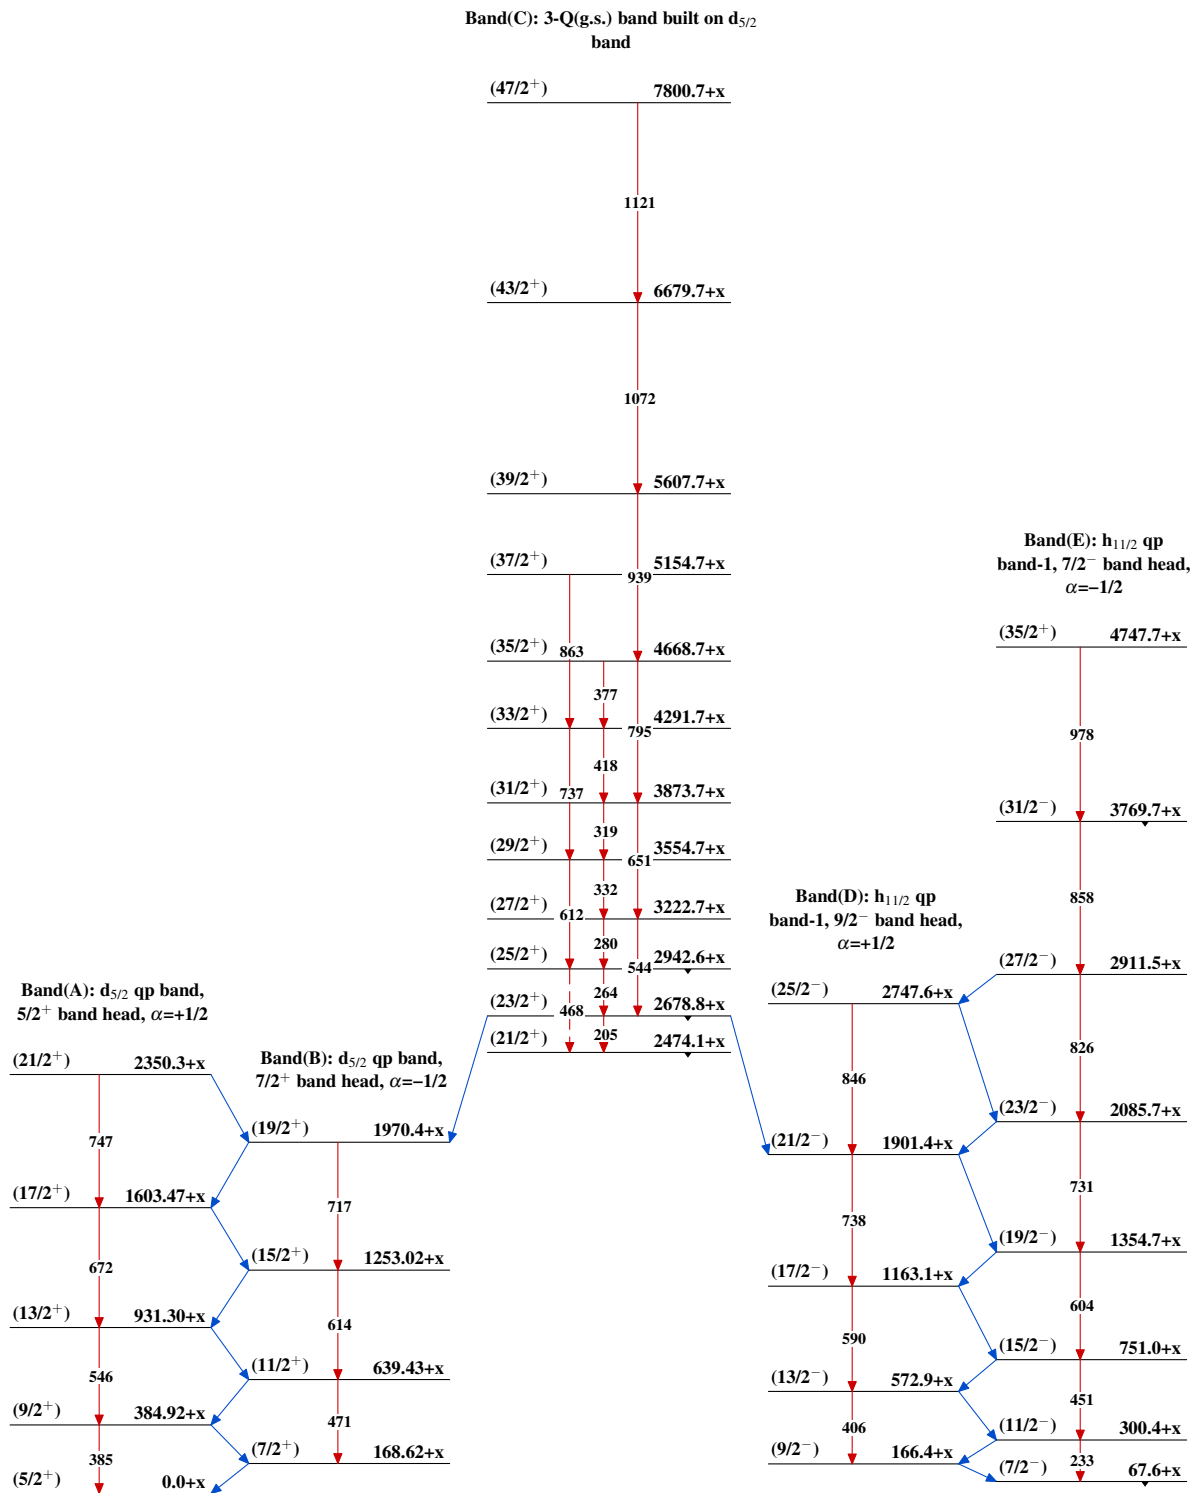 Band(C): 3-Q(g.s.) band built on d5/2
band
(47/2+) 7800.7+x
1121
(43/2+) 6679.7+x
1072
(39/2+) 5607.7+x
939
(37/2+) 5154.7+x
863
(35/2+) 4668.7+x
377
795
(33/2+) 4291.7+x
418
737
(31/2+) 3873.7+x
319
651
(29/2+) 3554.7+x
332
612
(27/2+) 3222.7+x
280
544
(25/2+) 2942.6+x
264
468
(23/2+) 2678.8+x
205
(21/2+) 2474.1+x
Band(A): d5/2 qp band,
5/2+ band head, α=+1/2
(21/2+) 2350.3+x
747
(17/2+) 1603.47+x
672
(13/2+) 931.30+x
546
(9/2+) 384.92+x
385
(5/2+) 0.0+x
Band(B): d5/2 qp band,
7/2+ band head, α=−1/2
(19/2+) 1970.4+x
717
(15/2+) 1253.02+x
614
(11/2+) 639.43+x
471
(7/2+) 168.62+x
Band(D): h11/2 qp
band-1, 9/2− band head,
α=+1/2
(25/2−) 2747.6+x
846
(21/2−) 1901.4+x
738
(17/2−) 1163.1+x
590
(13/2−) 572.9+x
406
(9/2−) 166.4+x
Band(E): h11/2 qp
band-1, 7/2− band head,
α=−1/2
(35/2+) 4747.7+x
978
(31/2−) 3769.7+x
858
(27/2−) 2911.5+x
826
(23/2−) 2085.7+x
731
(19/2−) 1354.7+x
604
(15/2−) 751.0+x
451
(11/2−) 300.4+x
233
(7/2−) 67.6+x